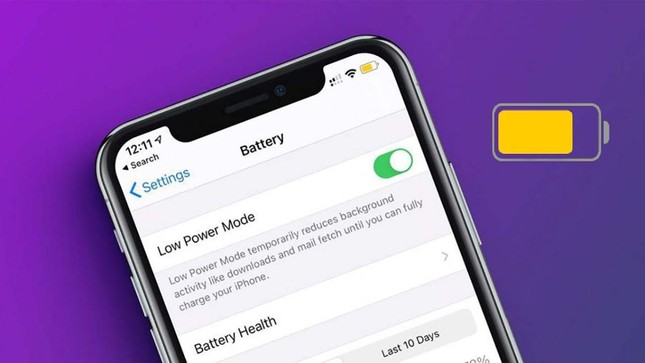 12:11
Search
Settings
Battery
Low Power Mode
Low Power Mode temporarily reduces background
activity like downloads and mail fetch until you can fully
charge your iPhone.
Battery Health
Last 10 Days